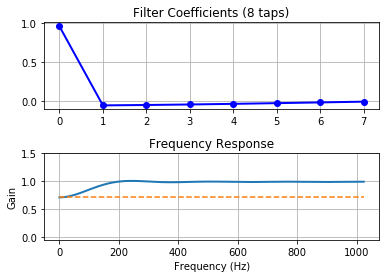 Filter Coefficients (8 taps)
1.0
0.5
0.0
0 1 2 3 4 5 6 7
Frequency Response
1.5
1.0
0.5
0.0
Gain
0 200 400 600 800 1000
Frequency (Hz)